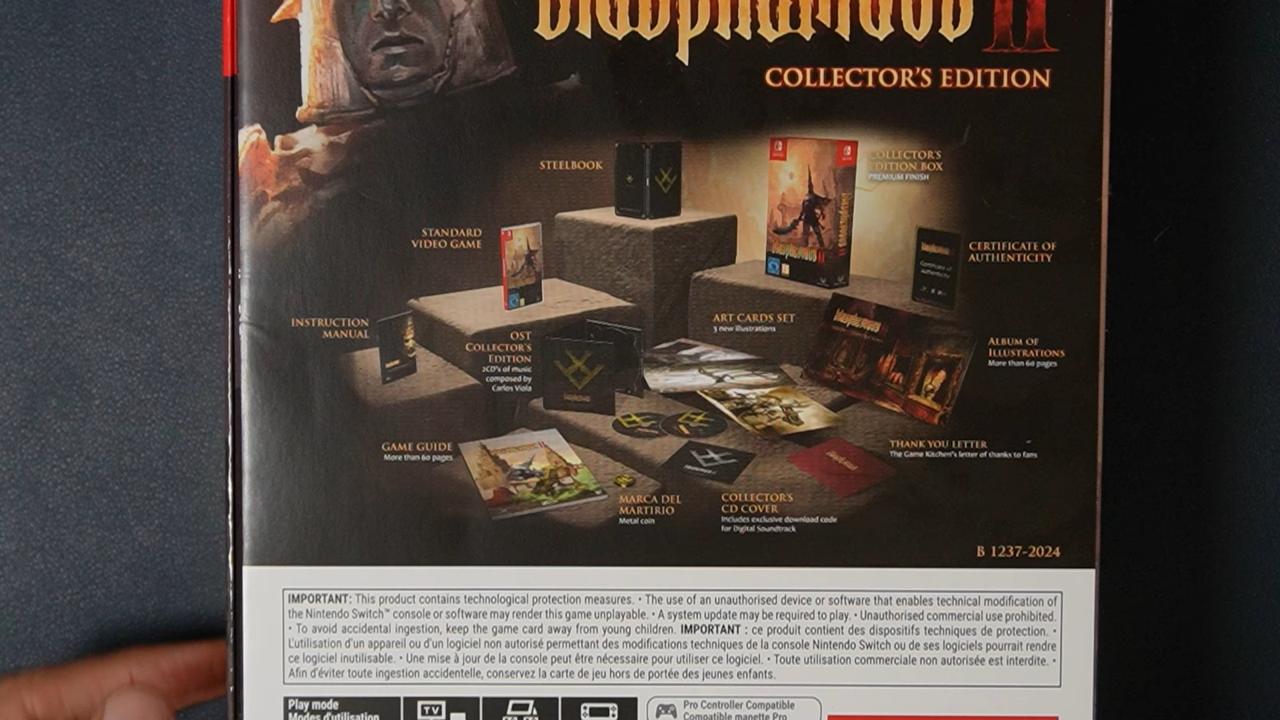 Blasphemous II
COLLECTOR'S EDITION
STEELBOOK
COLLECTOR'S
EDITION BOX
PREMIUM FINISH
STANDARD
VIDEO GAME
CERTIFICATE OF
AUTHENTICITY
INSTRUCTION
MANUAL
OST
COLLECTOR'S
EDITION
2CD's of music
composed by
Carlos Viola
ART CARDS SET
3 new illustrations
ALBUM OF
ILLUSTRATIONS
More than 60 pages
GAME GUIDE
More than 60 pages
THANK YOU LETTER
The Game Kitchen's letter of thanks to fans
MARCA DEL
MARTIRIO
Metal coin
COLLECTOR'S
CD COVER
Includes exclusive download code
for Digital Soundtrack
B 1237-2024
IMPORTANT: This product contains technological protection measures. • The use of an unauthorised device or software that enables technical modification of
the Nintendo Switch™ console or software may render this game unplayable. • A system update may be required to play. • Unauthorised commercial use prohibited.
• To avoid accidental ingestion, keep the game card away from young children. IMPORTANT : ce produit contient des dispositifs techniques de protection. •
L'utilisation d'un appareil ou d'un logiciel non autorisé permettant des modifications techniques de la console Nintendo Switch ou de ses logiciels pourrait rendre
ce logiciel inutilisable. • Une mise à jour de la console peut être nécessaire pour utiliser ce logiciel. • Toute utilisation commerciale non autorisée est interdite. •
Afin d'éviter toute ingestion accidentelle, conservez la carte de jeu hors de portée des jeunes enfants.
Play mode
Modes d'utilisation
TV
Pro Controller Compatible
Compatible manette Pro